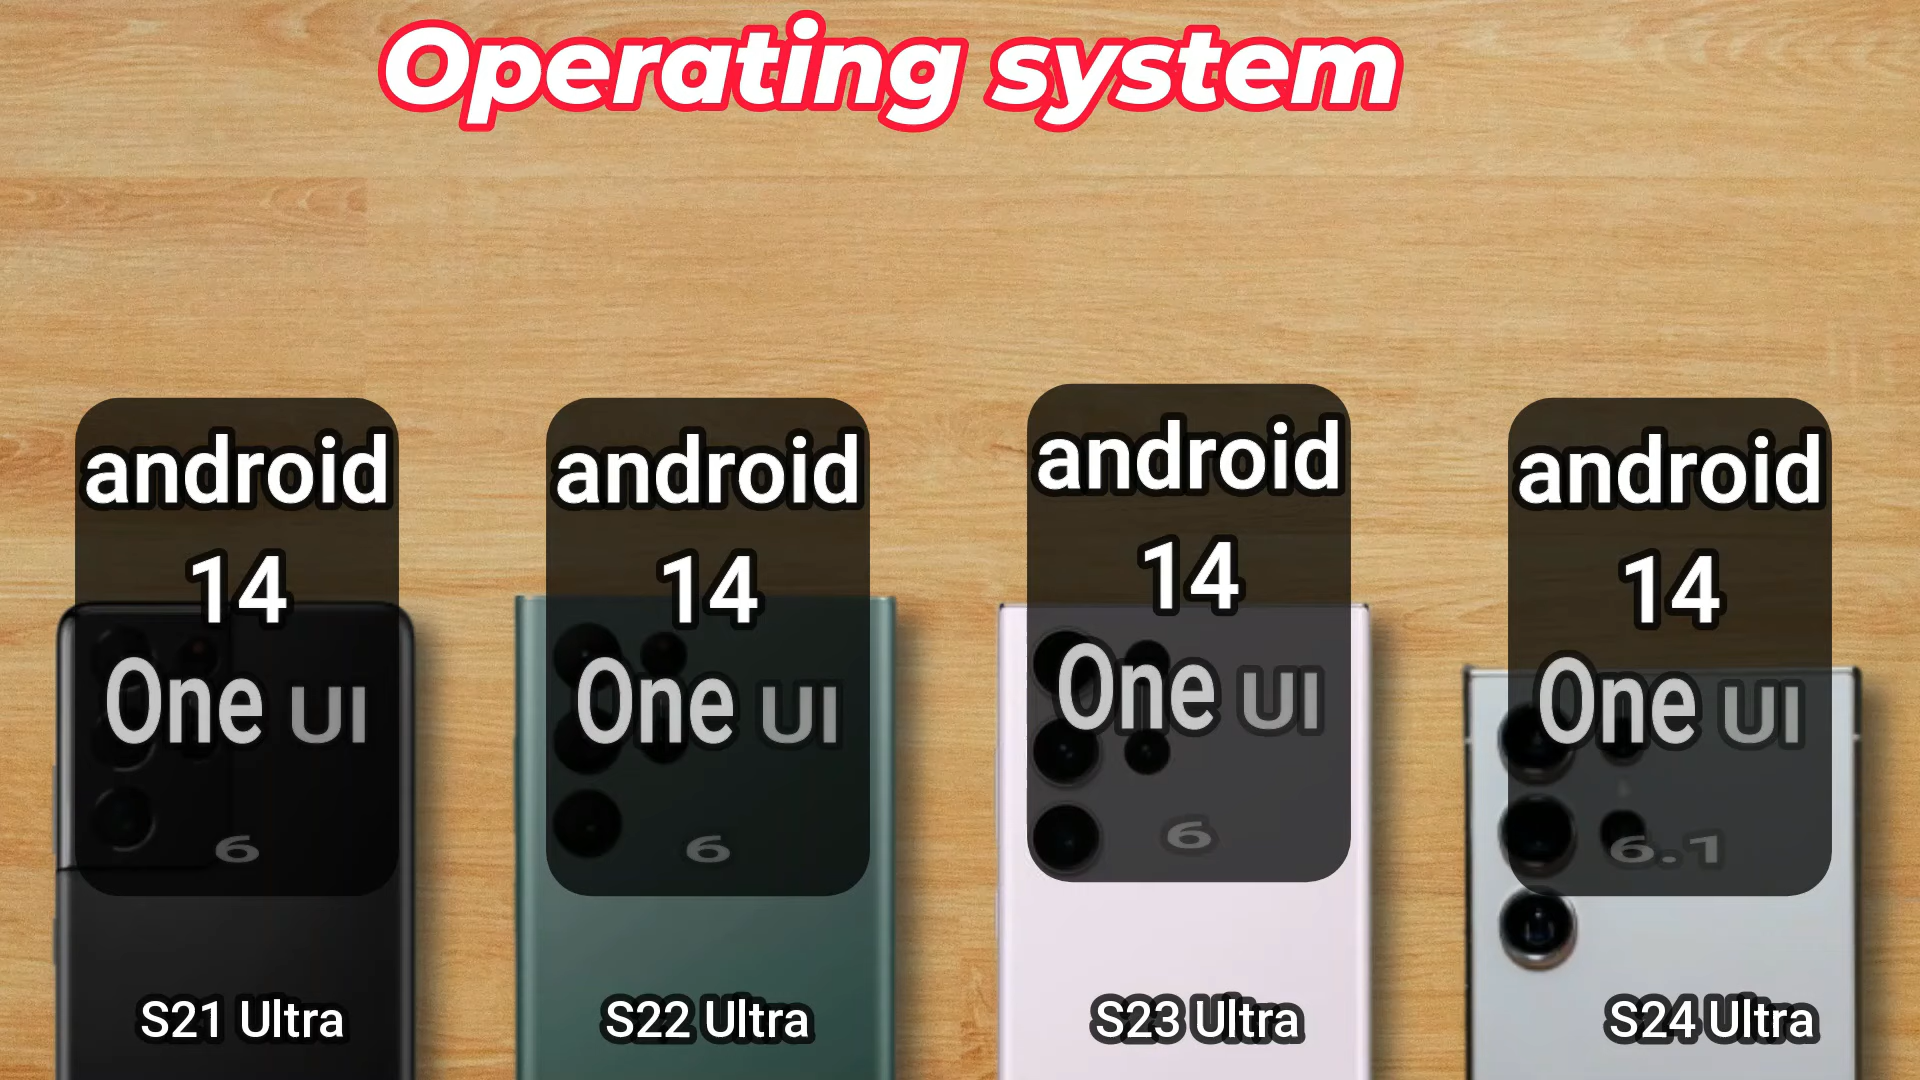 Operating system
android
14
One UI
6
android
14
One UI
6
android
14
One UI
6
android
14
One UI
6.1
S21 Ultra
S22 Ultra
S23 Ultra
S24 Ultra